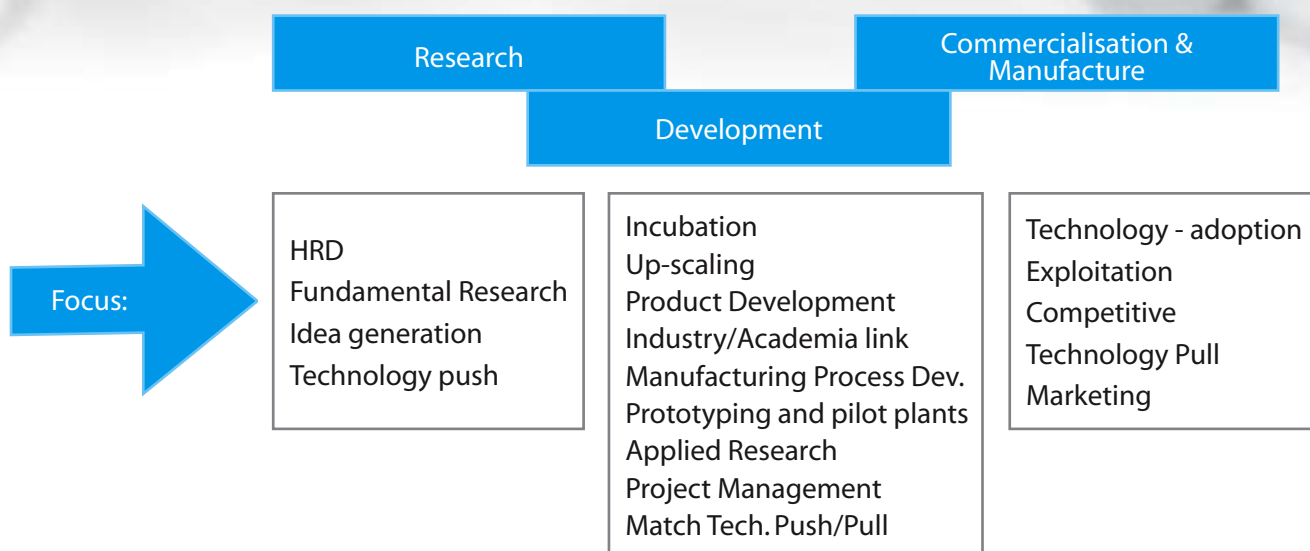 Research
Commercialisation &
Manufacture
Development
Focus:
HRD
Fundamental Research
Idea generation
Technology push
Incubation
Up-scaling
Product Development
Industry/Academia link
Manufacturing Process Dev.
Prototyping and pilot plants
Applied Research
Project Management
Match Tech. Push/Pull
Technology - adoption
Exploitation
Competitive
Technology Pull
Marketing